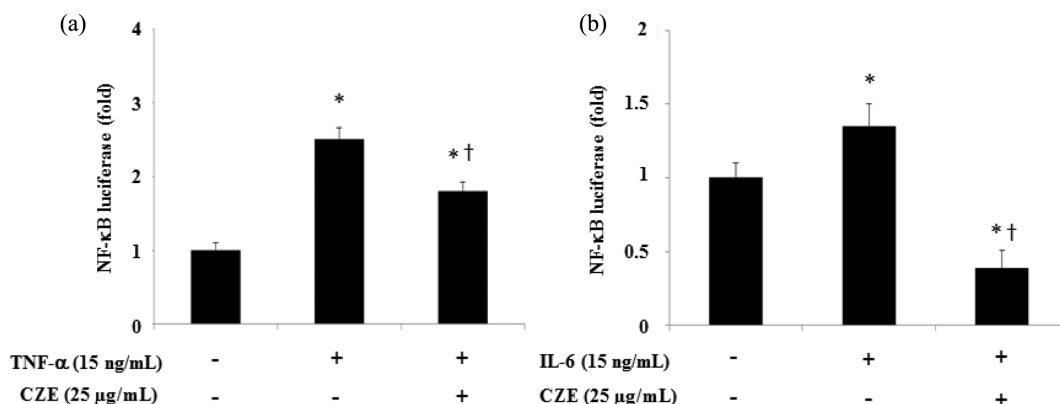 (a)
NF-κB luciferase (fold)
4
3
2
1
0
*
* †
TNF-α (15 ng/mL) - + +
CZE (25 µg/mL) - - +
(b)
NF-κB luciferase (fold)
2
1.5
1
0.5
0
*
* †
IL-6 (15 ng/mL) - + +
CZE (25 µg/mL) - - +